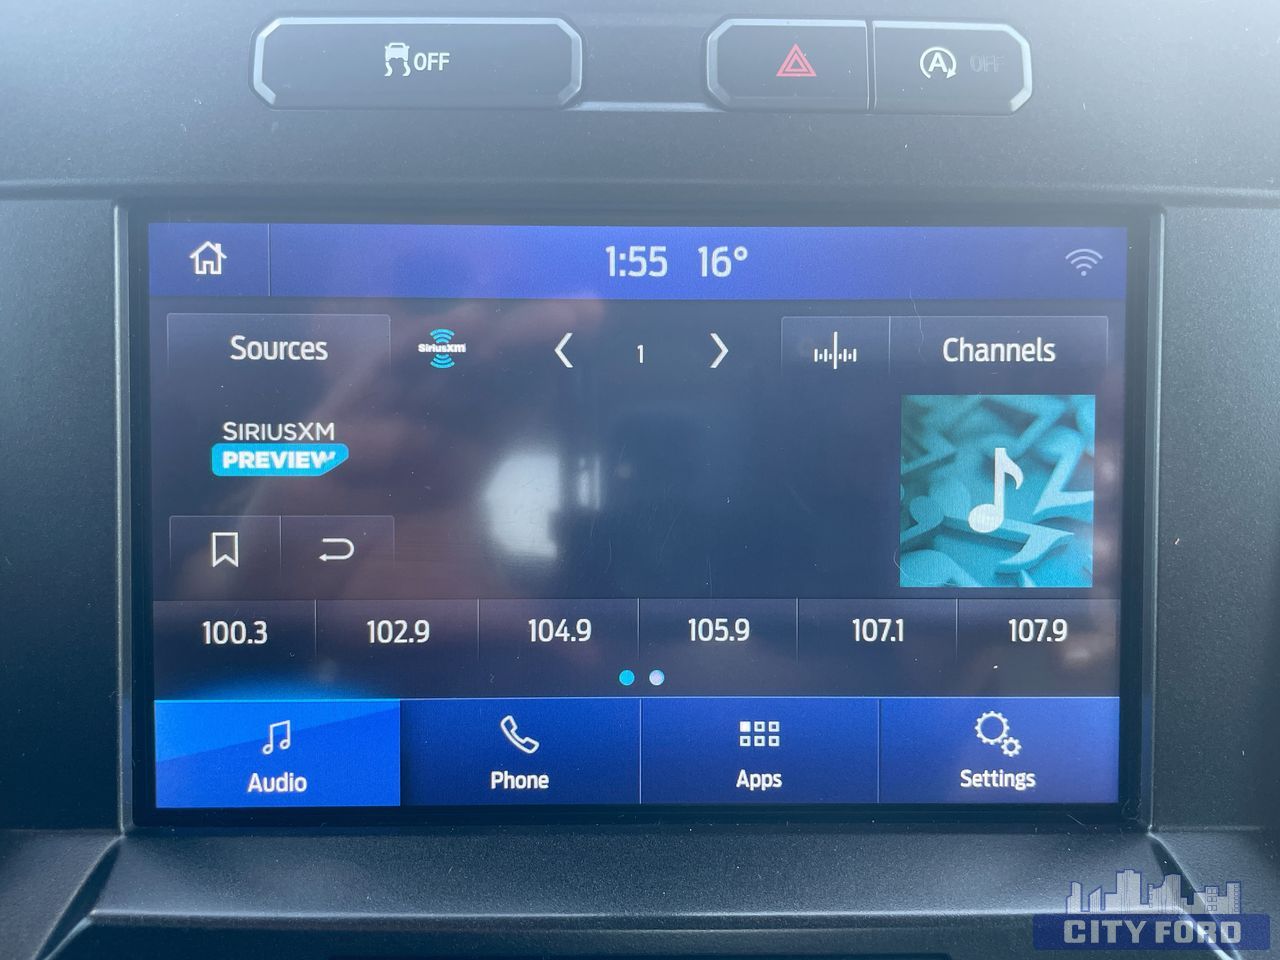 OFF
A OFF
1:55 16°
Sources
SiriusXM
1
Channels
SIRIUSXM
PREVIEW
100.3 102.9 104.9 105.9 107.1 107.9
Audio Phone Apps Settings
CITY FORD